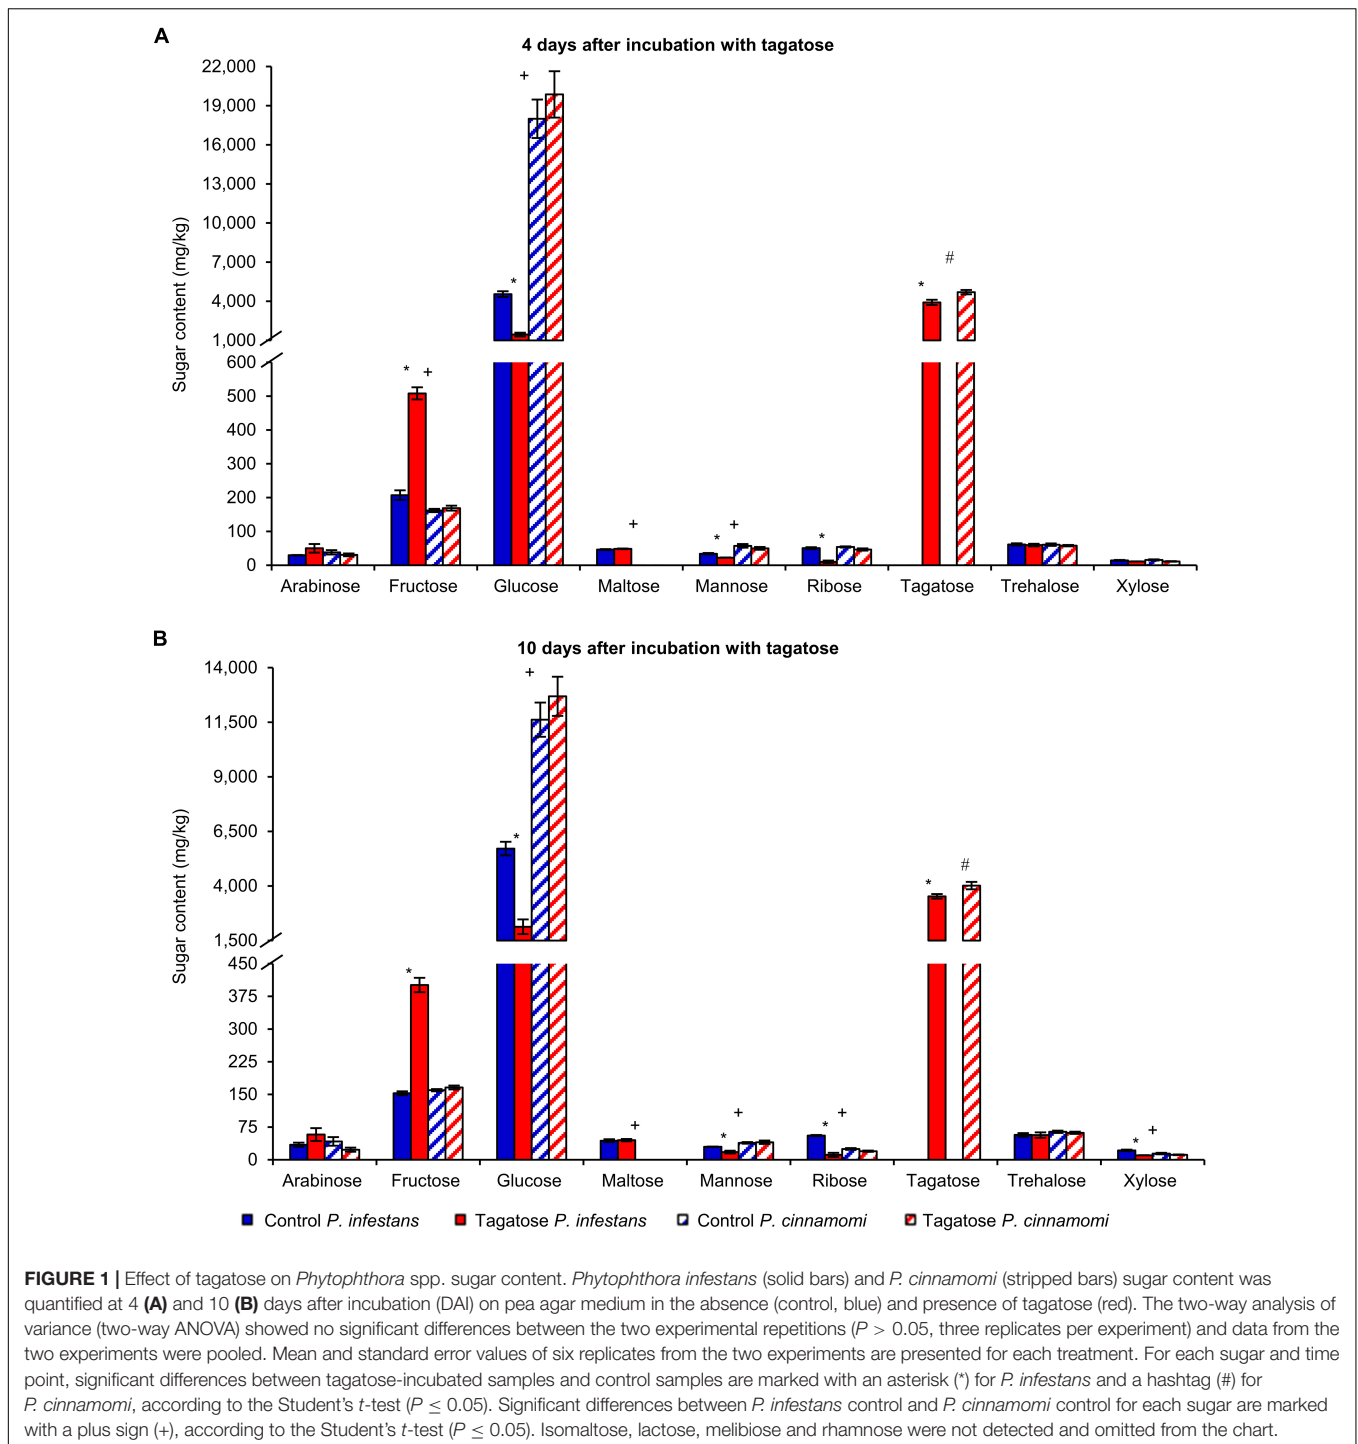 A
4 days after incubation with tagatose
Sugar content (mg/kg)
22,000
19,000
16,000
13,000
10,000
7,000
4,000
1,000
600
500
400
300
200
100
0
+
*
* +
+
* +
*
*
#
Arabinose Fructose Glucose Maltose Mannose Ribose Tagatose Trehalose Xylose
B
10 days after incubation with tagatose
Sugar content (mg/kg)
14,000
11,500
9,000
6,500
4,000
1,500
450
375
300
225
150
75
0
+
*
*
+
* +
* +
*
#
* +
Arabinose Fructose Glucose Maltose Mannose Ribose Tagatose Trehalose Xylose
Control P. infestans Tagatose P. infestans Control P. cinnamomi Tagatose P. cinnamomi
FIGURE 1 | Effect of tagatose on Phytophthora spp. sugar content. Phytophthora infestans (solid bars) and P. cinnamomi (stripped bars) sugar content was
quantified at 4 (A) and 10 (B) days after incubation (DAI) on pea agar medium in the absence (control, blue) and presence of tagatose (red). The two-way analysis of
variance (two-way ANOVA) showed no significant differences between the two experimental repetitions (P > 0.05, three replicates per experiment) and data from the
two experiments were pooled. Mean and standard error values of six replicates from the two experiments are presented for each treatment. For each sugar and time
point, significant differences between tagatose-incubated samples and control samples are marked with an asterisk (*) for P. infestans and a hashtag (#) for
P. cinnamomi, according to the Student's t-test (P ≤ 0.05). Significant differences between P. infestans control and P. cinnamomi control for each sugar are marked
with a plus sign (+), according to the Student's t-test (P ≤ 0.05). Isomaltose, lactose, melibiose and rhamnose were not detected and omitted from the chart.